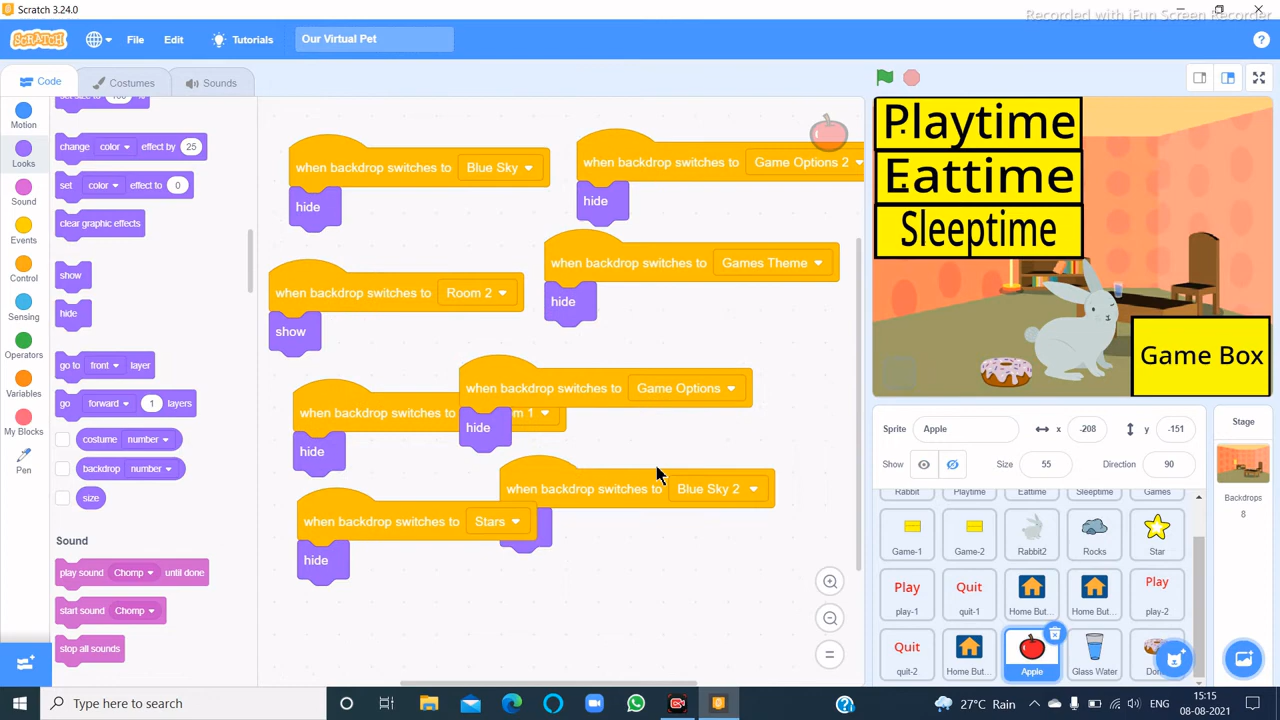 Scratch 3.24.0
Recorded with iFun Screen Recorder
SCRATCH
File
Edit
Tutorials
Our Virtual Pet
Code
Costumes
Sounds
Motion
Looks
Sound
Events
Control
Sensing
Operators
Variables
My Blocks
Pen
change color effect by 25
set color effect to 0
clear graphic effects
show
hide
go to front layer
go forward 1 layers
costume number
backdrop number
size
Sound
play sound Chomp until done
start sound Chomp
stop all sounds
when backdrop switches to Blue Sky
hide
when backdrop switches to Game Options 2
hide
when backdrop switches to Games Theme
hide
when backdrop switches to Room 2
show
when backdrop switches to Game Options
hide
when backdrop switches to
hide
when backdrop switches to Blue Sky 2
when backdrop switches to Stars
hide
Playtime
Eattime
Sleeptime
Game Box
Sprite Apple x -208 y -151
Show Size 55 Direction 90
Stage
Backdrops
8
Rabbit Playtime Eattime Sleeptime Games
Game-1 Game-2 Rabbit2 Rocks Star
Play Quit Play
play-1 quit-1 Home But... Home But... play-2
Quit
quit-2 Home But... Apple Glass Water
Type here to search
27°C Rain
ENG
15:15
08-08-2021